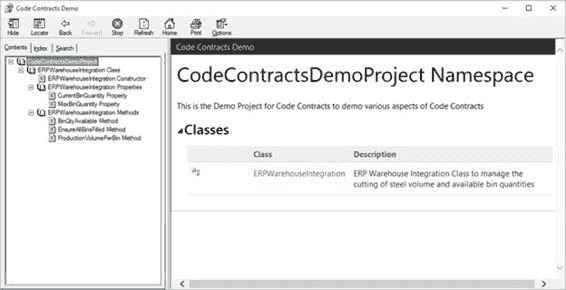 Code Contracts Demo
Hide Locate Back Forward Stop Refresh Home Print Options
Contents Index Search
CodeContractsDemoProject
ERPWarehouseIntegration Class
ERPWarehouseIntegration Constructor
ERPWarehouseIntegration Properties
CurrentBinQuantity Property
MaxBinQuantity Property
ERPWarehouseIntegration Methods
BinQtyAvailable Method
EnsureAllBinsFilled Method
ProductionVolumePerBin Method
Code Contracts Demo
CodeContractsDemoProject Namespace
This is the Demo Project for Code Contracts to demo various aspects of Code Contracts
Classes
Class Description
ERPWarehouseIntegration ERP Warehouse Integration Class to manage the
cutting of steel volume and available bin quantities